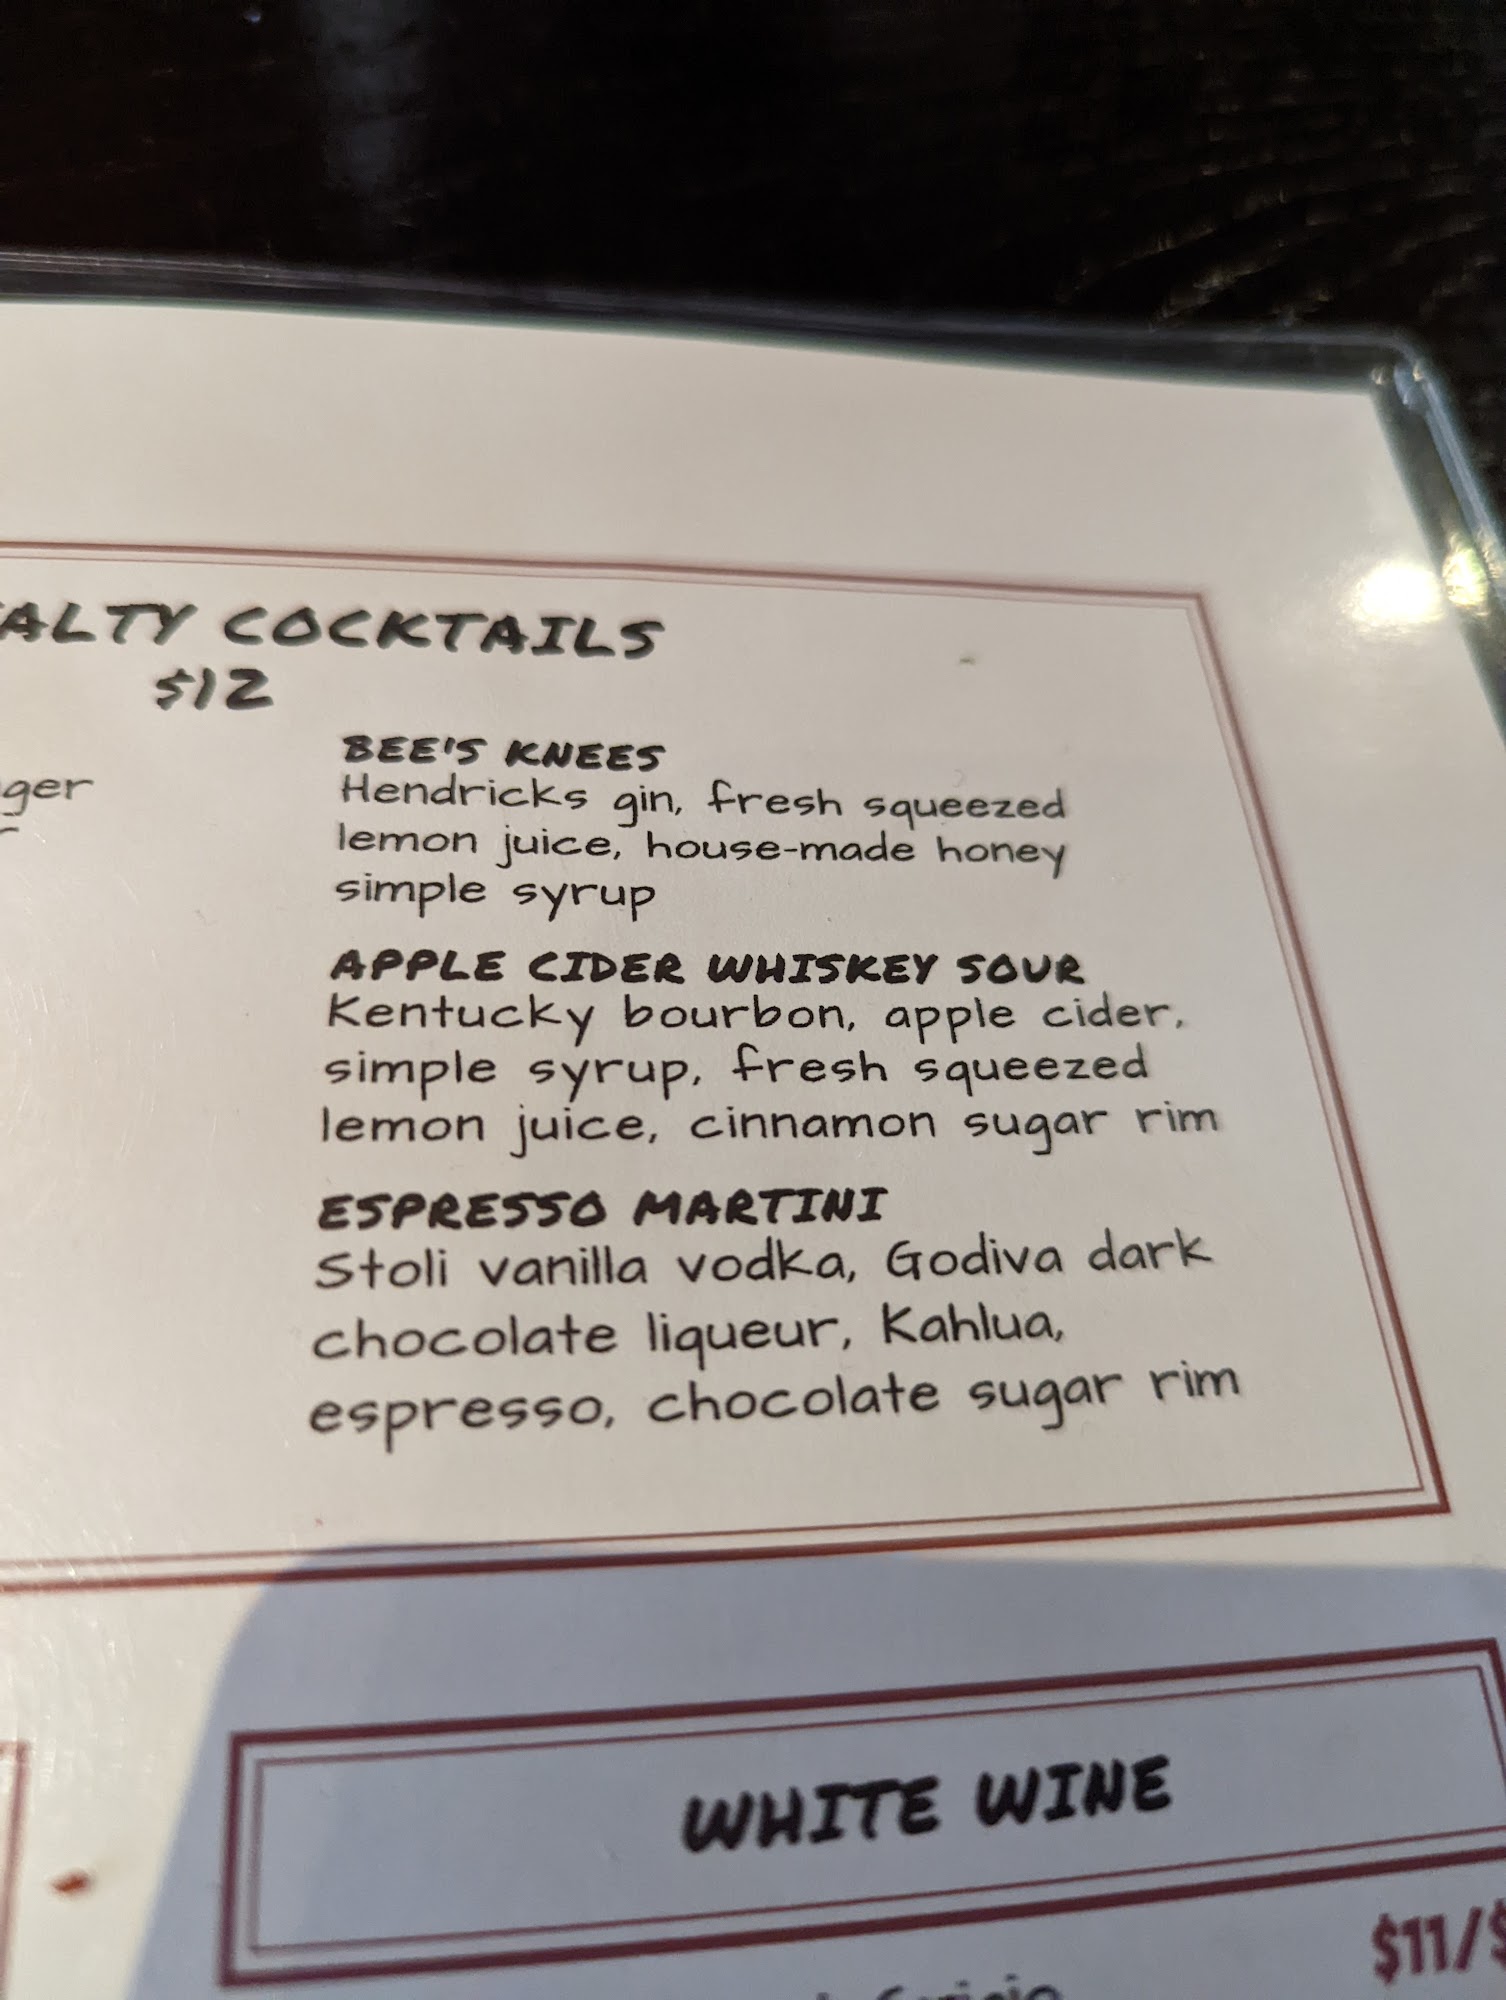 COCKTAILS
$12
ger
BEE'S KNEES
Hendricks gin, fresh squeezed
lemon juice, house-made honey
simple syrup
APPLE CIDER WHISKEY SOUR
Kentucky bourbon, apple cider,
simple syrup, fresh squeezed
lemon juice, cinnamon sugar rim
ESPRESSO MARTINI
Stoli vanilla vodka, Godiva dark
chocolate liqueur, Kahlua,
espresso, chocolate sugar rim
WHITE WINE
$11/$